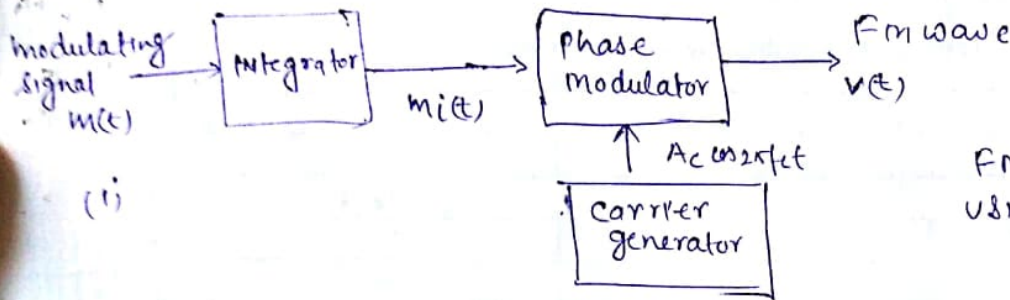 modulating
signal
m(t)
Integrator
mi(t)
Phase
modulator
Fm wave
v(t)
Ac cos2πfct
carrier
generator
(i)